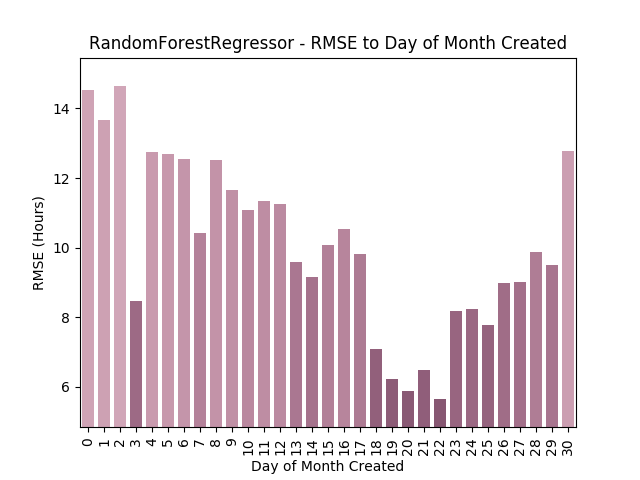 RandomForestRegressor - RMSE to Day of Month Created
14
12
10
8
6
RMSE (Hours)
0 1 2 3 4 5 6 7 8 9 10 11 12 13 14 15 16 17 18 19 20 21 22 23 24 25 26 27 28 29 30
Day of Month Created